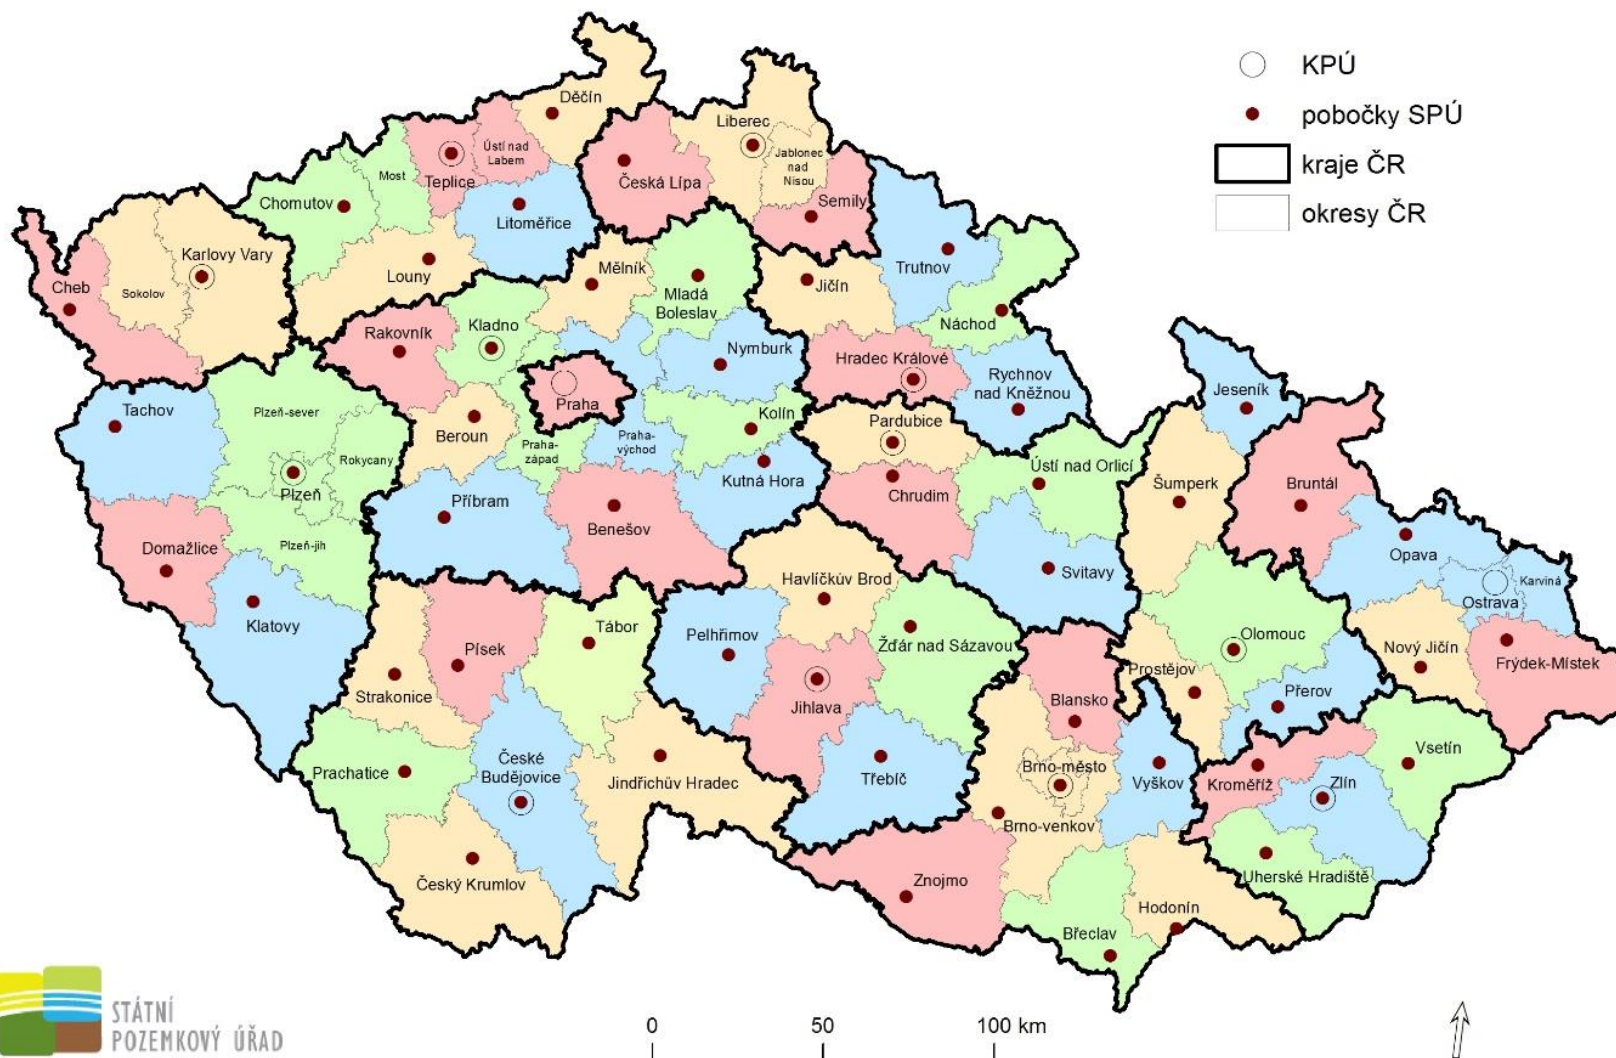 KPÚ
pobočky SPÚ
kraje ČR
okresy ČR
Děčín
Liberec
Ústí nad
Labem
Jablonec
nad
Nisou
Most
Teplice
Česká Lípa
Chomutov
Semily
Litoměřice
Karlovy Vary
Mělník
Trutnov
Louny
Cheb
Sokolov
Jičín
Mladá
Boleslav
Kladno
Náchod
Rakovník
Nymburk
Hradec Králové
Rychnov
nad Kněžnou
Jeseník
Praha
Tachov
Plzeň-sever
Kolín
Pardubice
Beroun
Praha-
západ
Praha-
východ
Rokycany
Ústí nad Orlicí
Plzeň
Kutná Hora
Šumperk
Bruntál
Chrudim
Příbram
Benešov
Domažlice
Plzeň-jih
Opava
Svitavy
Havlíčkův Brod
Karviná
Ostrava
Klatovy
Tábor
Pelhřimov
Žďár nad Sázavou
Olomouc
Písek
Nový Jičín
Frýdek-Místek
Prostějov
Strakonice
Přerov
Jihlava
Blansko
Vsetín
České
Budějovice
Prachatice
Jindřichův Hradec
Třebíč
Brno-město
Vyškov
Kroměříž
Zlín
Brno-venkov
Český Krumlov
Znojmo
Uherské Hradiště
Hodonín
Břeclav
STÁTNÍ
POZEMKOVÝ ÚŘAD
0 50 100 km